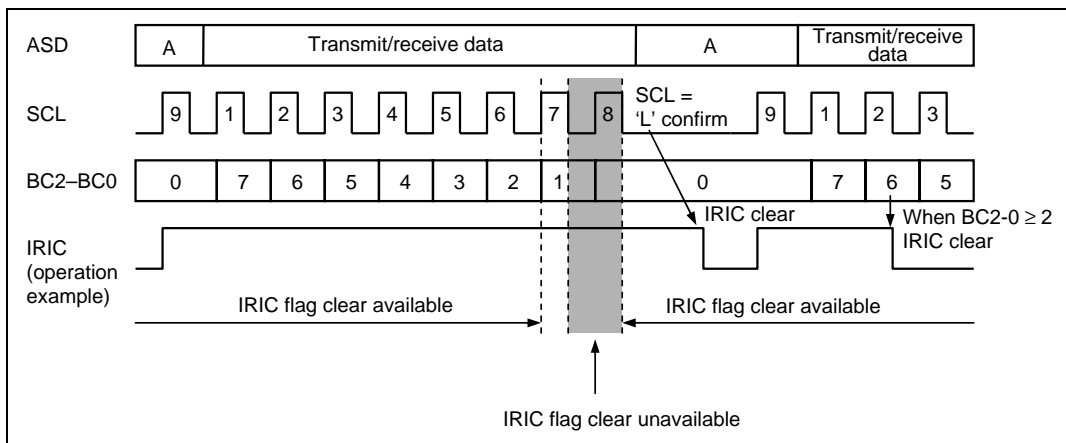 ASD
A
Transmit/receive data
A
Transmit/receive
data
SCL
9
1
2
3
4
5
6
7
8
SCL =
‘L’ confirm
9
1
2
3
BC2–BC0
0
7
6
5
4
3
2
1
0
7
6
5
IRIC
(operation
example)
IRIC clear
When BC2-0 ≥ 2
IRIC clear
IRIC flag clear available
IRIC flag clear available
IRIC flag clear unavailable